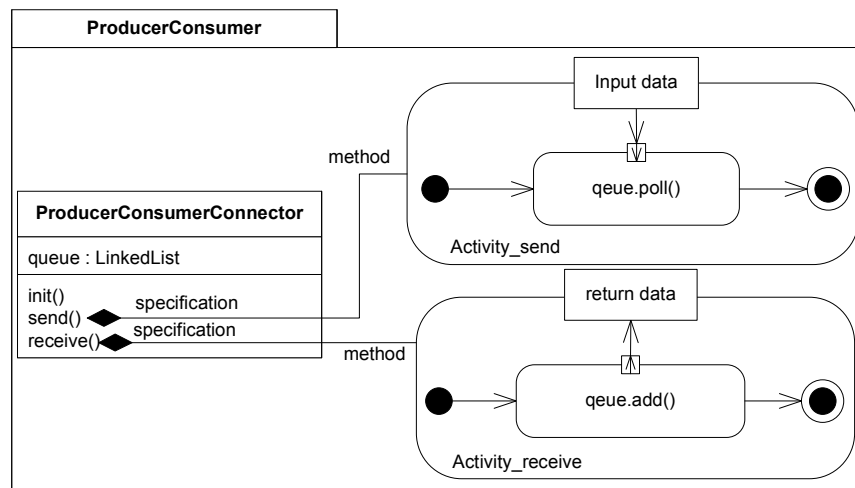 ProducerConsumer
Input data
method
qeue.poll()
Activity_send
ProducerConsumerConnector
queue : LinkedList
init()
send()
specification
receive()
specification
method
return data
qeue.add()
Activity_receive